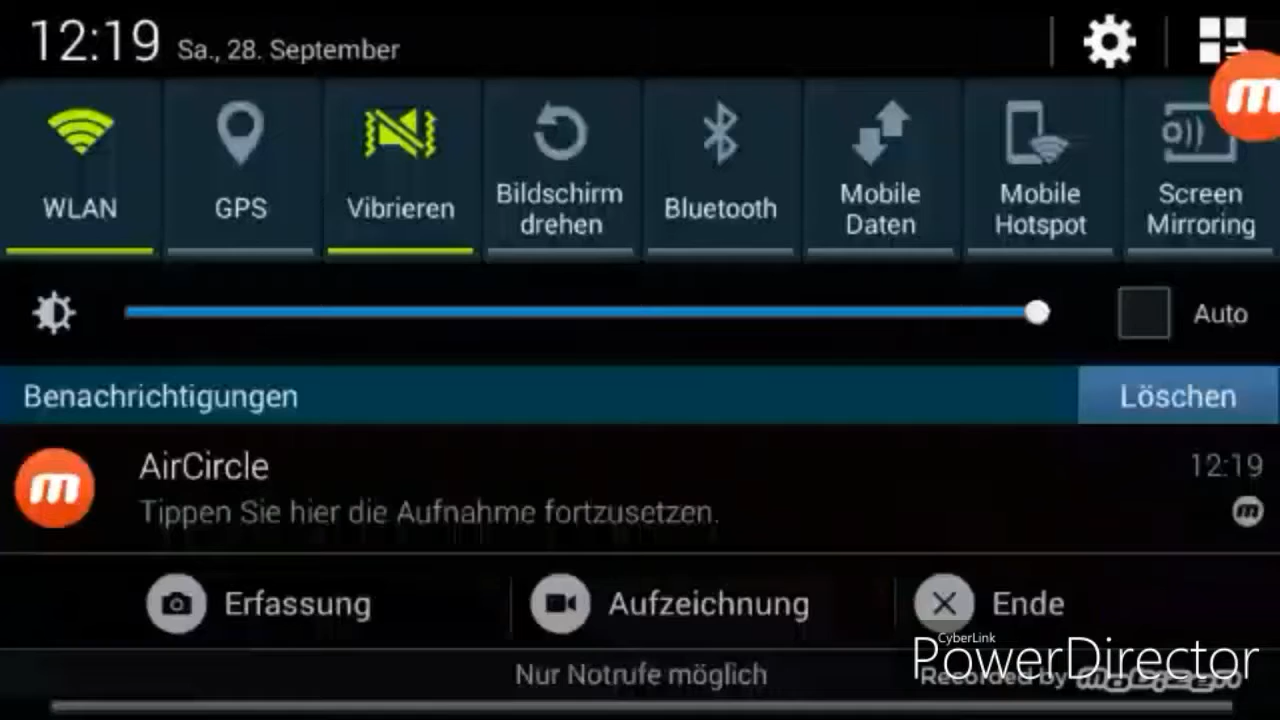 12:19 Sa., 28. September
WLAN
GPS
Vibrieren
Bildschirm
drehen
Bluetooth
Mobile
Daten
Mobile
Hotspot
Screen
Mirroring
Auto
Benachrichtigungen
Löschen
AirCircle
12:19
Tippen Sie hier die Aufnahme fortzusetzen.
Erfassung
Aufzeichnung
Ende
CyberLink
PowerDirector
Nur Notrufe möglich
Recorded by mobizen